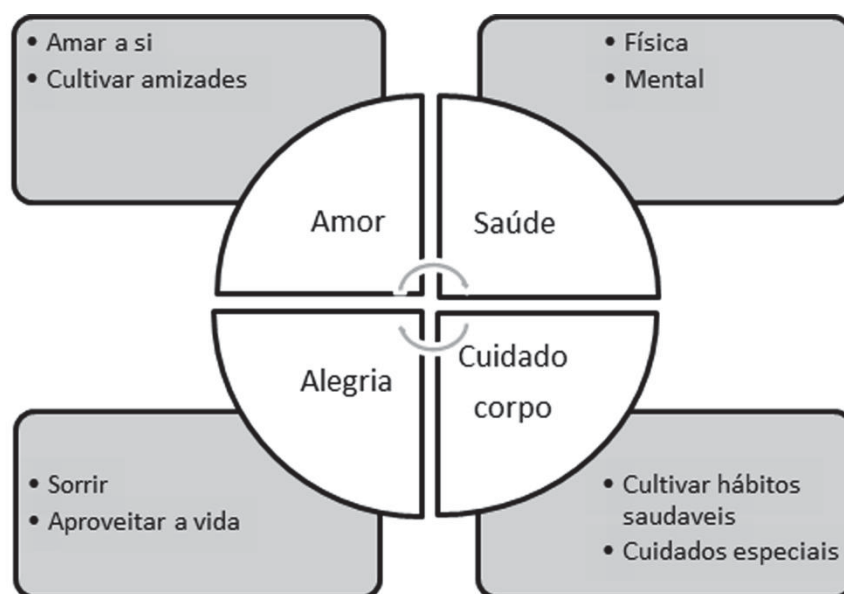 • Amar a si
• Cultivar amizades
• Física
• Mental
Amor
Saúde
Alegria
Cuidado
corpo
• Sorrir
• Aproveitar a vida
• Cultivar hábitos
saudaveis
• Cuidados especiais